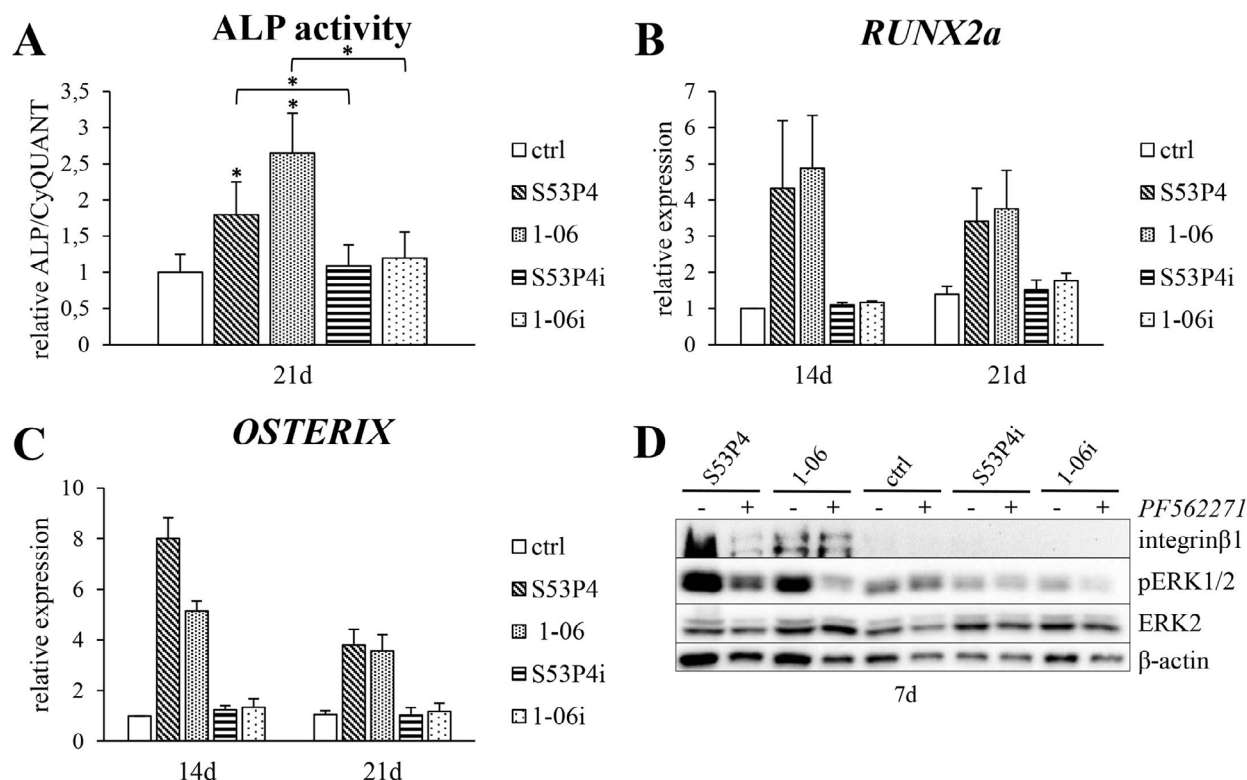 A
ALP activity
*
*
*
*
relative ALP/CyQUANT
3,5
3
2,5
2
1,5
1
0,5
0
21d
ctrl
S53P4
1-06
S53P4i
1-06i
B
RUNX2a
relative expression
7
6
5
4
3
2
1
0
14d 21d
ctrl
S53P4
1-06
S53P4i
1-06i
C
OSTERIX
relative expression
10
8
6
4
2
0
14d 21d
ctrl
S53P4
1-06
S53P4i
1-06i
D
S53P4 1-06 ctrl S53P4i 1-06i
- + - + - + - + - + PF562271
integrinβ1
pERK1/2
ERK2
β-actin
7d